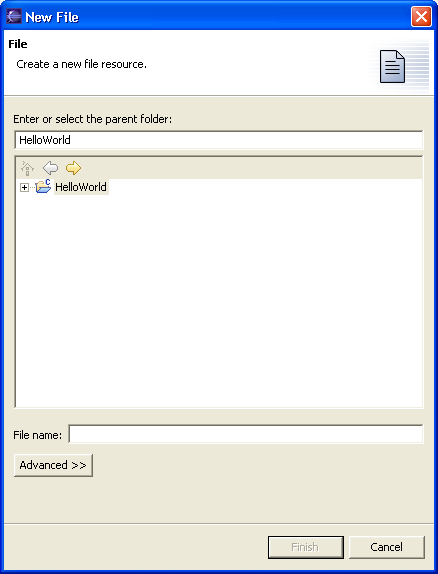 New File
File
Create a new file resource.
Enter or select the parent folder:
HelloWorld
C
HelloWorld
File name:
Advanced >>
Finish
Cancel